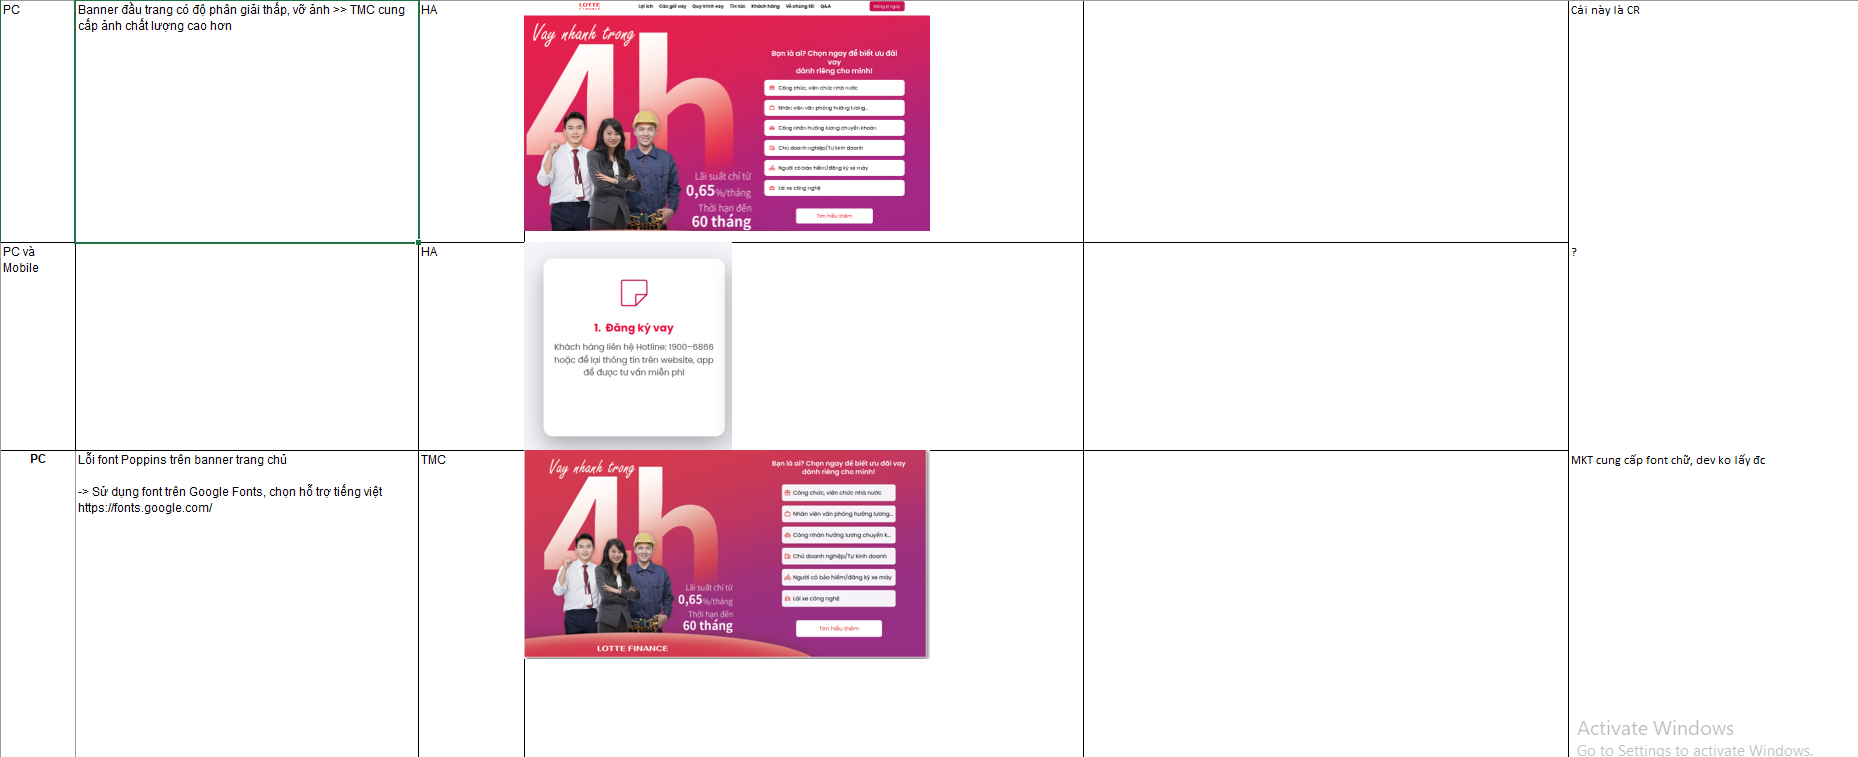 PC
Banner đầu trang có độ phân giải thấp, vỡ ảnh >> TMC cung
cấp ảnh chất lượng cao hơn
HA
LOTTE
FINANCE
Lợi ích
Các gói vay
Quy trình vay
Tin tức
Khách hàng
Về chúng tôi
Q&A
Đăng kí ngay
Vay nhanh trong
4h
Lãi suất chỉ từ
0,65%/tháng
Thời hạn đến
60 tháng
Bạn là ai? Chọn ngay để biết ưu đãi
vay
dành riêng cho mình!
Công chức, viên chức nhà nước
Nhân viên văn phòng hưởng lương...
Công nhân hưởng lương chuyển khoản
Chủ doanh nghiệp/Tự kinh doanh
Người có bảo hiểm/đăng ký xe máy
Lái xe công nghệ
Tìm hiểu thêm
Cái này là CR
PC và
Mobile
HA
1. Đăng ký vay
Khách hàng liên hệ Hotline: 1900-6866
hoặc để lại thông tin trên website, app
để được tư vấn miễn phí
?
PC
Lỗi font Poppins trên banner trang chủ
-> Sử dụng font trên Google Fonts, chọn hỗ trợ tiếng việt
https://fonts.google.com/
TMC
Vay nhanh trong
4h
Lãi suất chỉ từ
0,65%/tháng
Thời hạn đến
60 tháng
LOTTE FINANCE
Bạn là ai? Chọn ngay để biết ưu đãi vay
dành riêng cho mình!
Công chức, viên chức nhà nước
Nhân viên văn phòng hưởng lương...
Công nhân hưởng lương chuyển k...
Chủ doanh nghiệp/Tự kinh doanh
Người có bảo hiểm/đăng ký xe máy
Lái xe công nghệ
Tìm hiểu thêm
MKT cung cấp font chữ, dev ko lấy đc
Activate Windows
Go to Settings to activate Windows.